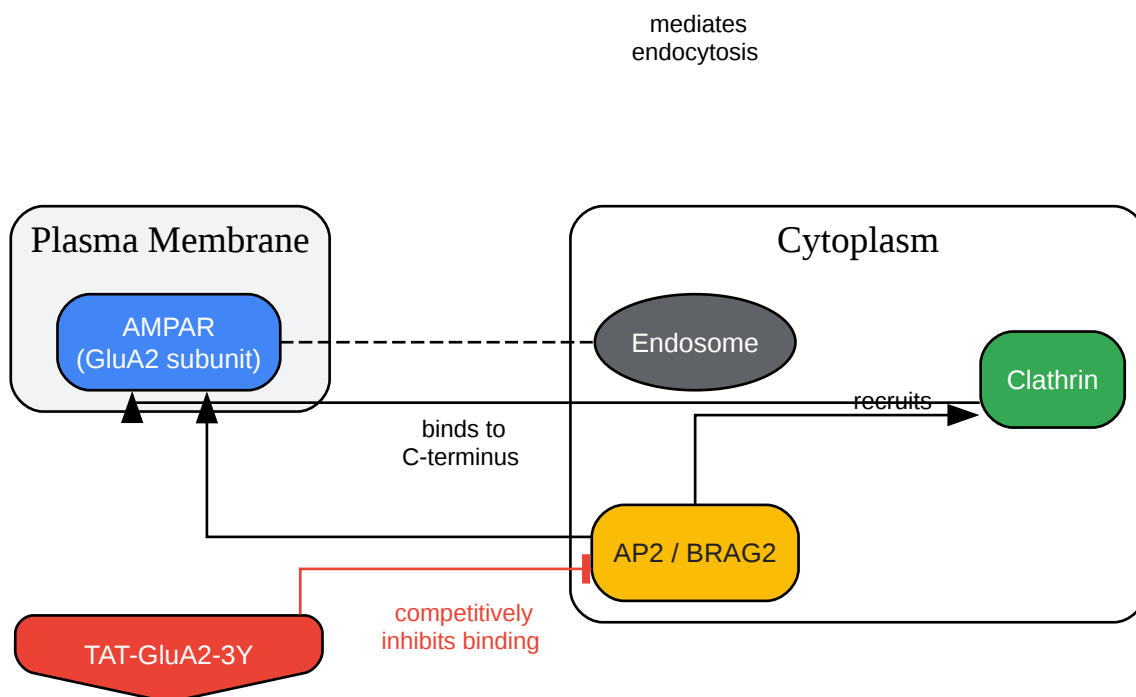 mediates
endocytosis
Plasma Membrane
Cytoplasm
AMPAR
(GluA2 subunit)
Endosome
Clathrin
recruits
binds to
C-terminus
AP2 / BRAG2
competitively
inhibits binding
TAT-GluA2-3Y